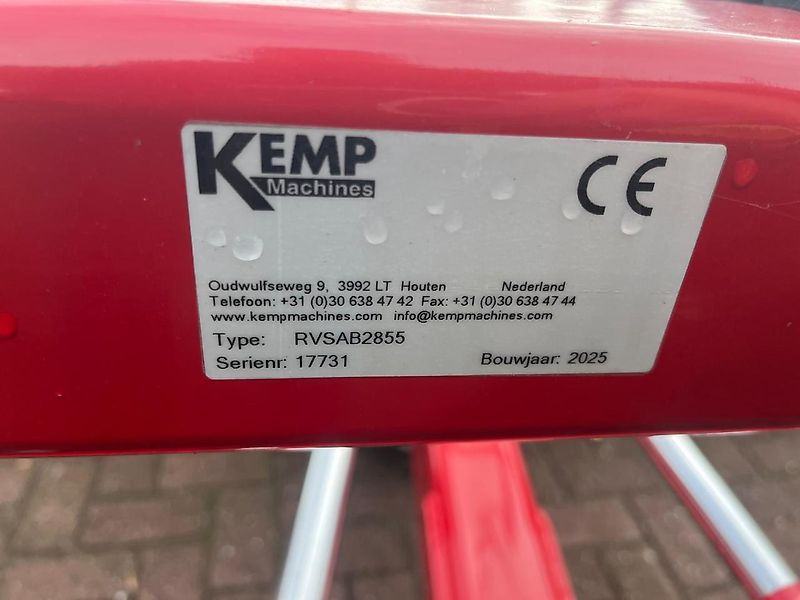 KEMP
Machines
CE
Oudwulfseweg 9, 3992 LT Houten Nederland
Telefoon: +31 (0)30 638 47 42 Fax: +31 (0)30 638 47 44
www.kempmachines.com info@kempmachines.com
Type: RVSAB2855
Serienr: 17731 Bouwjaar: 2025